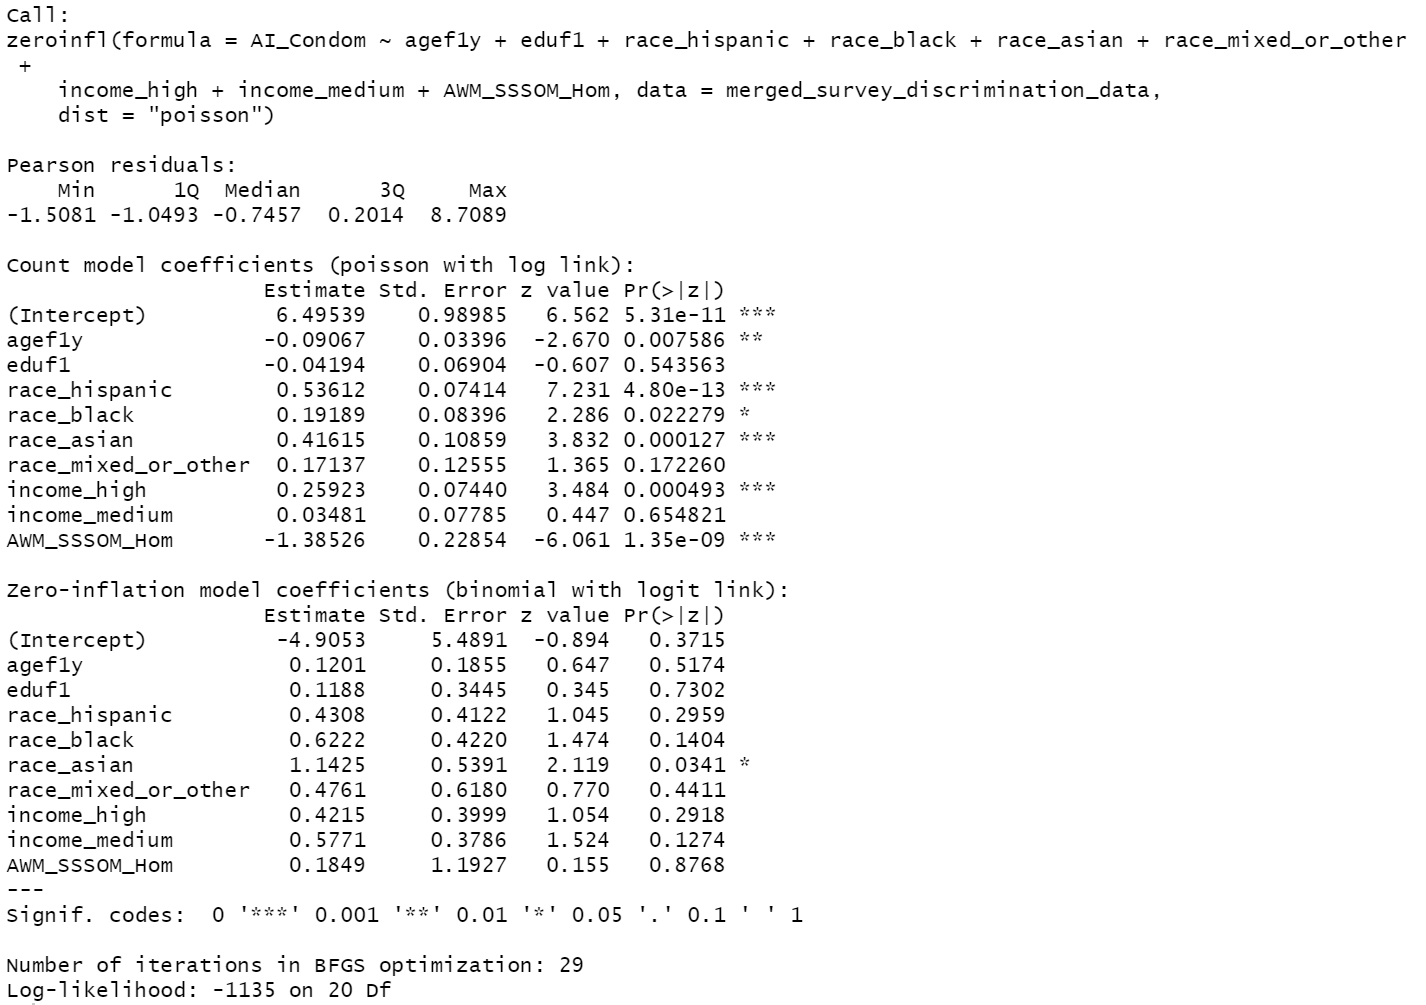 Call:
zeroinfl(formula = AI_Condom ~ agef1y + eduf1 + race_hispanic + race_black + race_asian + race_mixed_or_other
 +
    income_high + income_medium + AWM_SSSOM_Hom, data = merged_survey_discrimination_data,
    dist = "poisson")

Pearson residuals:
    Min      1Q  Median      3Q     Max
-1.5081 -1.0493 -0.7457  0.2014  8.7089

Count model coefficients (poisson with log link):
                    Estimate Std. Error z value Pr(>|z|)
(Intercept)          6.49539    0.98985   6.562 5.31e-11 ***
agef1y              -0.09067    0.03396  -2.670 0.007586 **
eduf1               -0.04194    0.06904  -0.607 0.543563
race_hispanic        0.53612    0.07414   7.231 4.80e-13 ***
race_black           0.19189    0.08396   2.286 0.022279 *
race_asian           0.41615    0.10859   3.832 0.000127 ***
race_mixed_or_other  0.17137    0.12555   1.365 0.172260
income_high          0.25923    0.07440   3.484 0.000493 ***
income_medium        0.03481    0.07785   0.447 0.654821
AWM_SSSOM_Hom       -1.38526    0.22854  -6.061 1.35e-09 ***

Zero-inflation model coefficients (binomial with logit link):
                    Estimate Std. Error z value Pr(>|z|)
(Intercept)          -4.9053     5.4891  -0.894   0.3715
agef1y                0.1201     0.1855   0.647   0.5174
eduf1                 0.1188     0.3445   0.345   0.7302
race_hispanic         0.4308     0.4122   1.045   0.2959
race_black            0.6222     0.4220   1.474   0.1404
race_asian            1.1425     0.5391   2.119   0.0341 *
race_mixed_or_other   0.4761     0.6180   0.770   0.4411
income_high           0.4215     0.3999   1.054   0.2918
income_medium         0.5771     0.3786   1.524   0.1274
AWM_SSSOM_Hom         0.1849     1.1927   0.155   0.8768
---
Signif. codes:  0 '***' 0.001 '**' 0.01 '*' 0.05 '.' 0.1 ' ' 1

Number of iterations in BFGS optimization: 29
Log-likelihood: -1135 on 20 Df